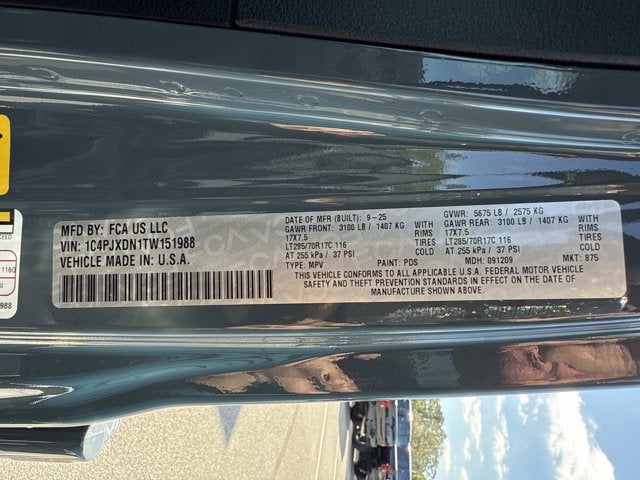 MFD BY: FCA US LLC
VIN: 1C4PJXDN1TW151988
VEHICLE MADE IN: U.S.A.
DATE OF MFR (BUILT): 9-25
GAWR FRONT: 3100 LB / 1407 KG
17X7.5 TIRES
LT285/70R17C 116 COLD
AT 255 kPa / 37 PSI
TYPE: MPV
PAINT: PDS
GVWR: 5675 LB / 2575 KG
GAWR REAR: 3100 LB / 1407 KG
17X7.5 TIRES
LT285/70R17C 116 COLD
AT 255 kPa / 37 PSI
MDH: 091209
MKT: 875
THIS VEHICLE CONFORMS TO ALL APPLICABLE U.S.A. FEDERAL MOTOR VEHICLE
SAFETY AND THEFT PREVENTION STANDARDS IN EFFECT ON THE DATE OF
MANUFACTURE SHOWN ABOVE.
988